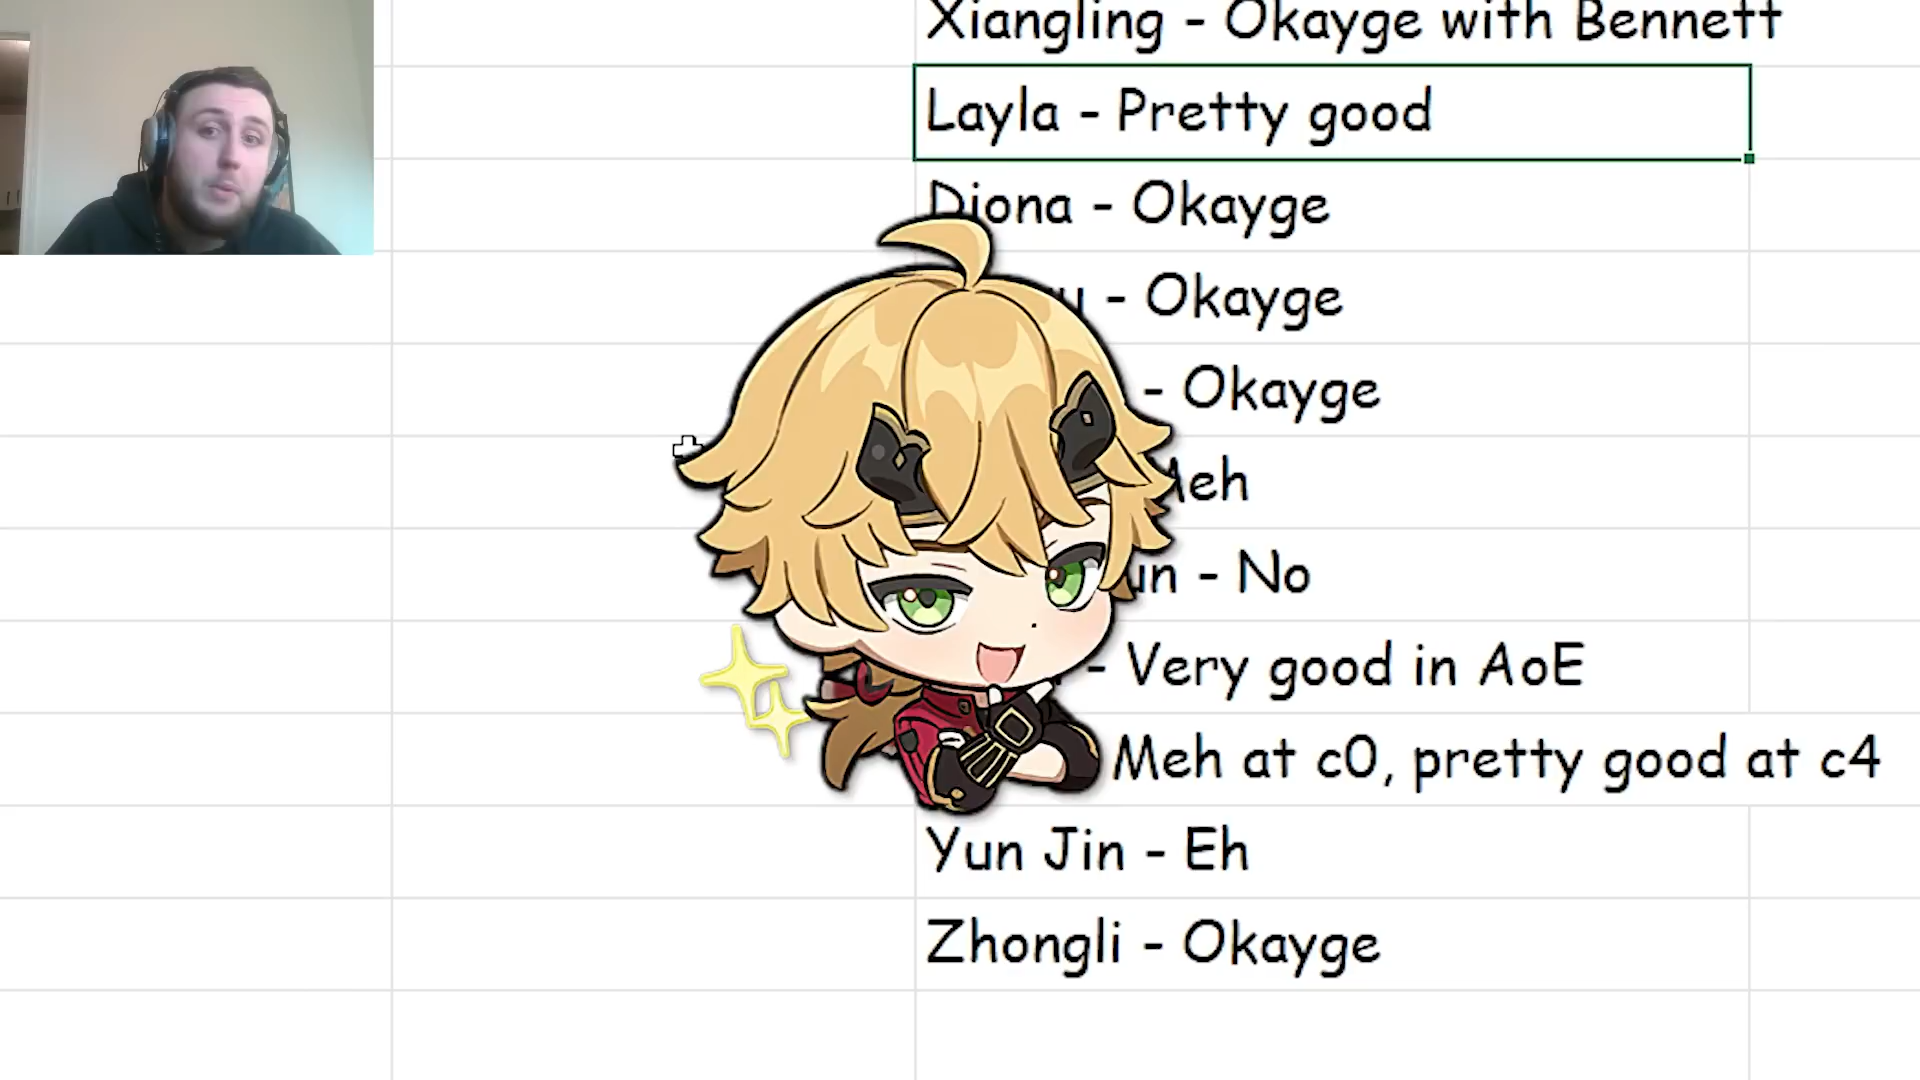 Xiangling - Okayge with Bennett
Layla - Pretty good
Diona - Okayge
- Okayge
- Okayge
Meh
- No
- Very good in AoE
Meh at c0, pretty good at c4
Yun Jin - Eh
Zhongli - Okayge